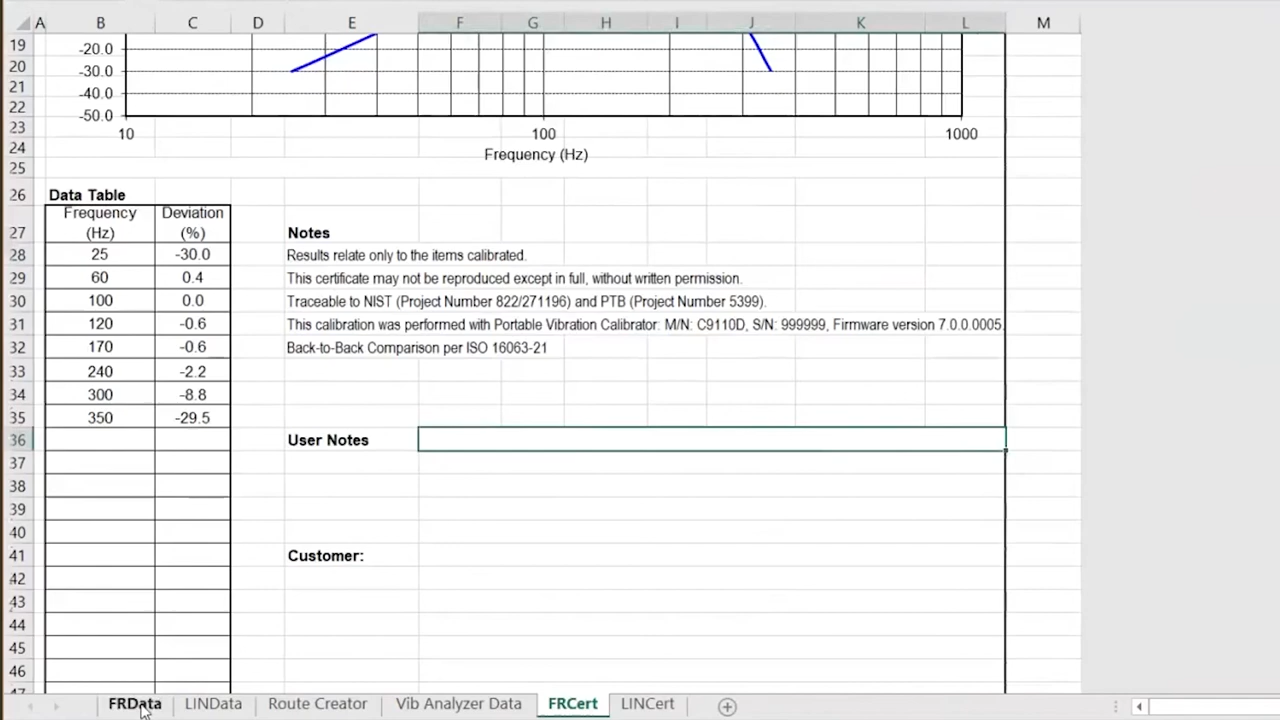 A B C D E F G H I J K L M
19 -20.0
20 -30.0
21 -40.0
22 -50.0
23 10 100 1000
24 Frequency (Hz)
25
26 Data Table
Frequency Deviation
27 (Hz) (%) Notes
28 25 -30.0 Results relate only to the items calibrated.
29 60 0.4 This certificate may not be reproduced except in full, without written permission.
30 100 0.0 Traceable to NIST (Project Number 822/271196) and PTB (Project Number 5399).
31 120 -0.6 This calibration was performed with Portable Vibration Calibrator: M/N: C9110D, S/N: 999999, Firmware version 7.0.0.0005.
32 170 -0.6 Back-to-Back Comparison per ISO 16063-21
33 240 -2.2
34 300 -8.8
35 350 -29.5
36 User Notes
37
38
39
40
41 Customer:
42
43
44
45
46
47
FRData LINData Route Creator Vib Analyzer Data FRCert LINCert